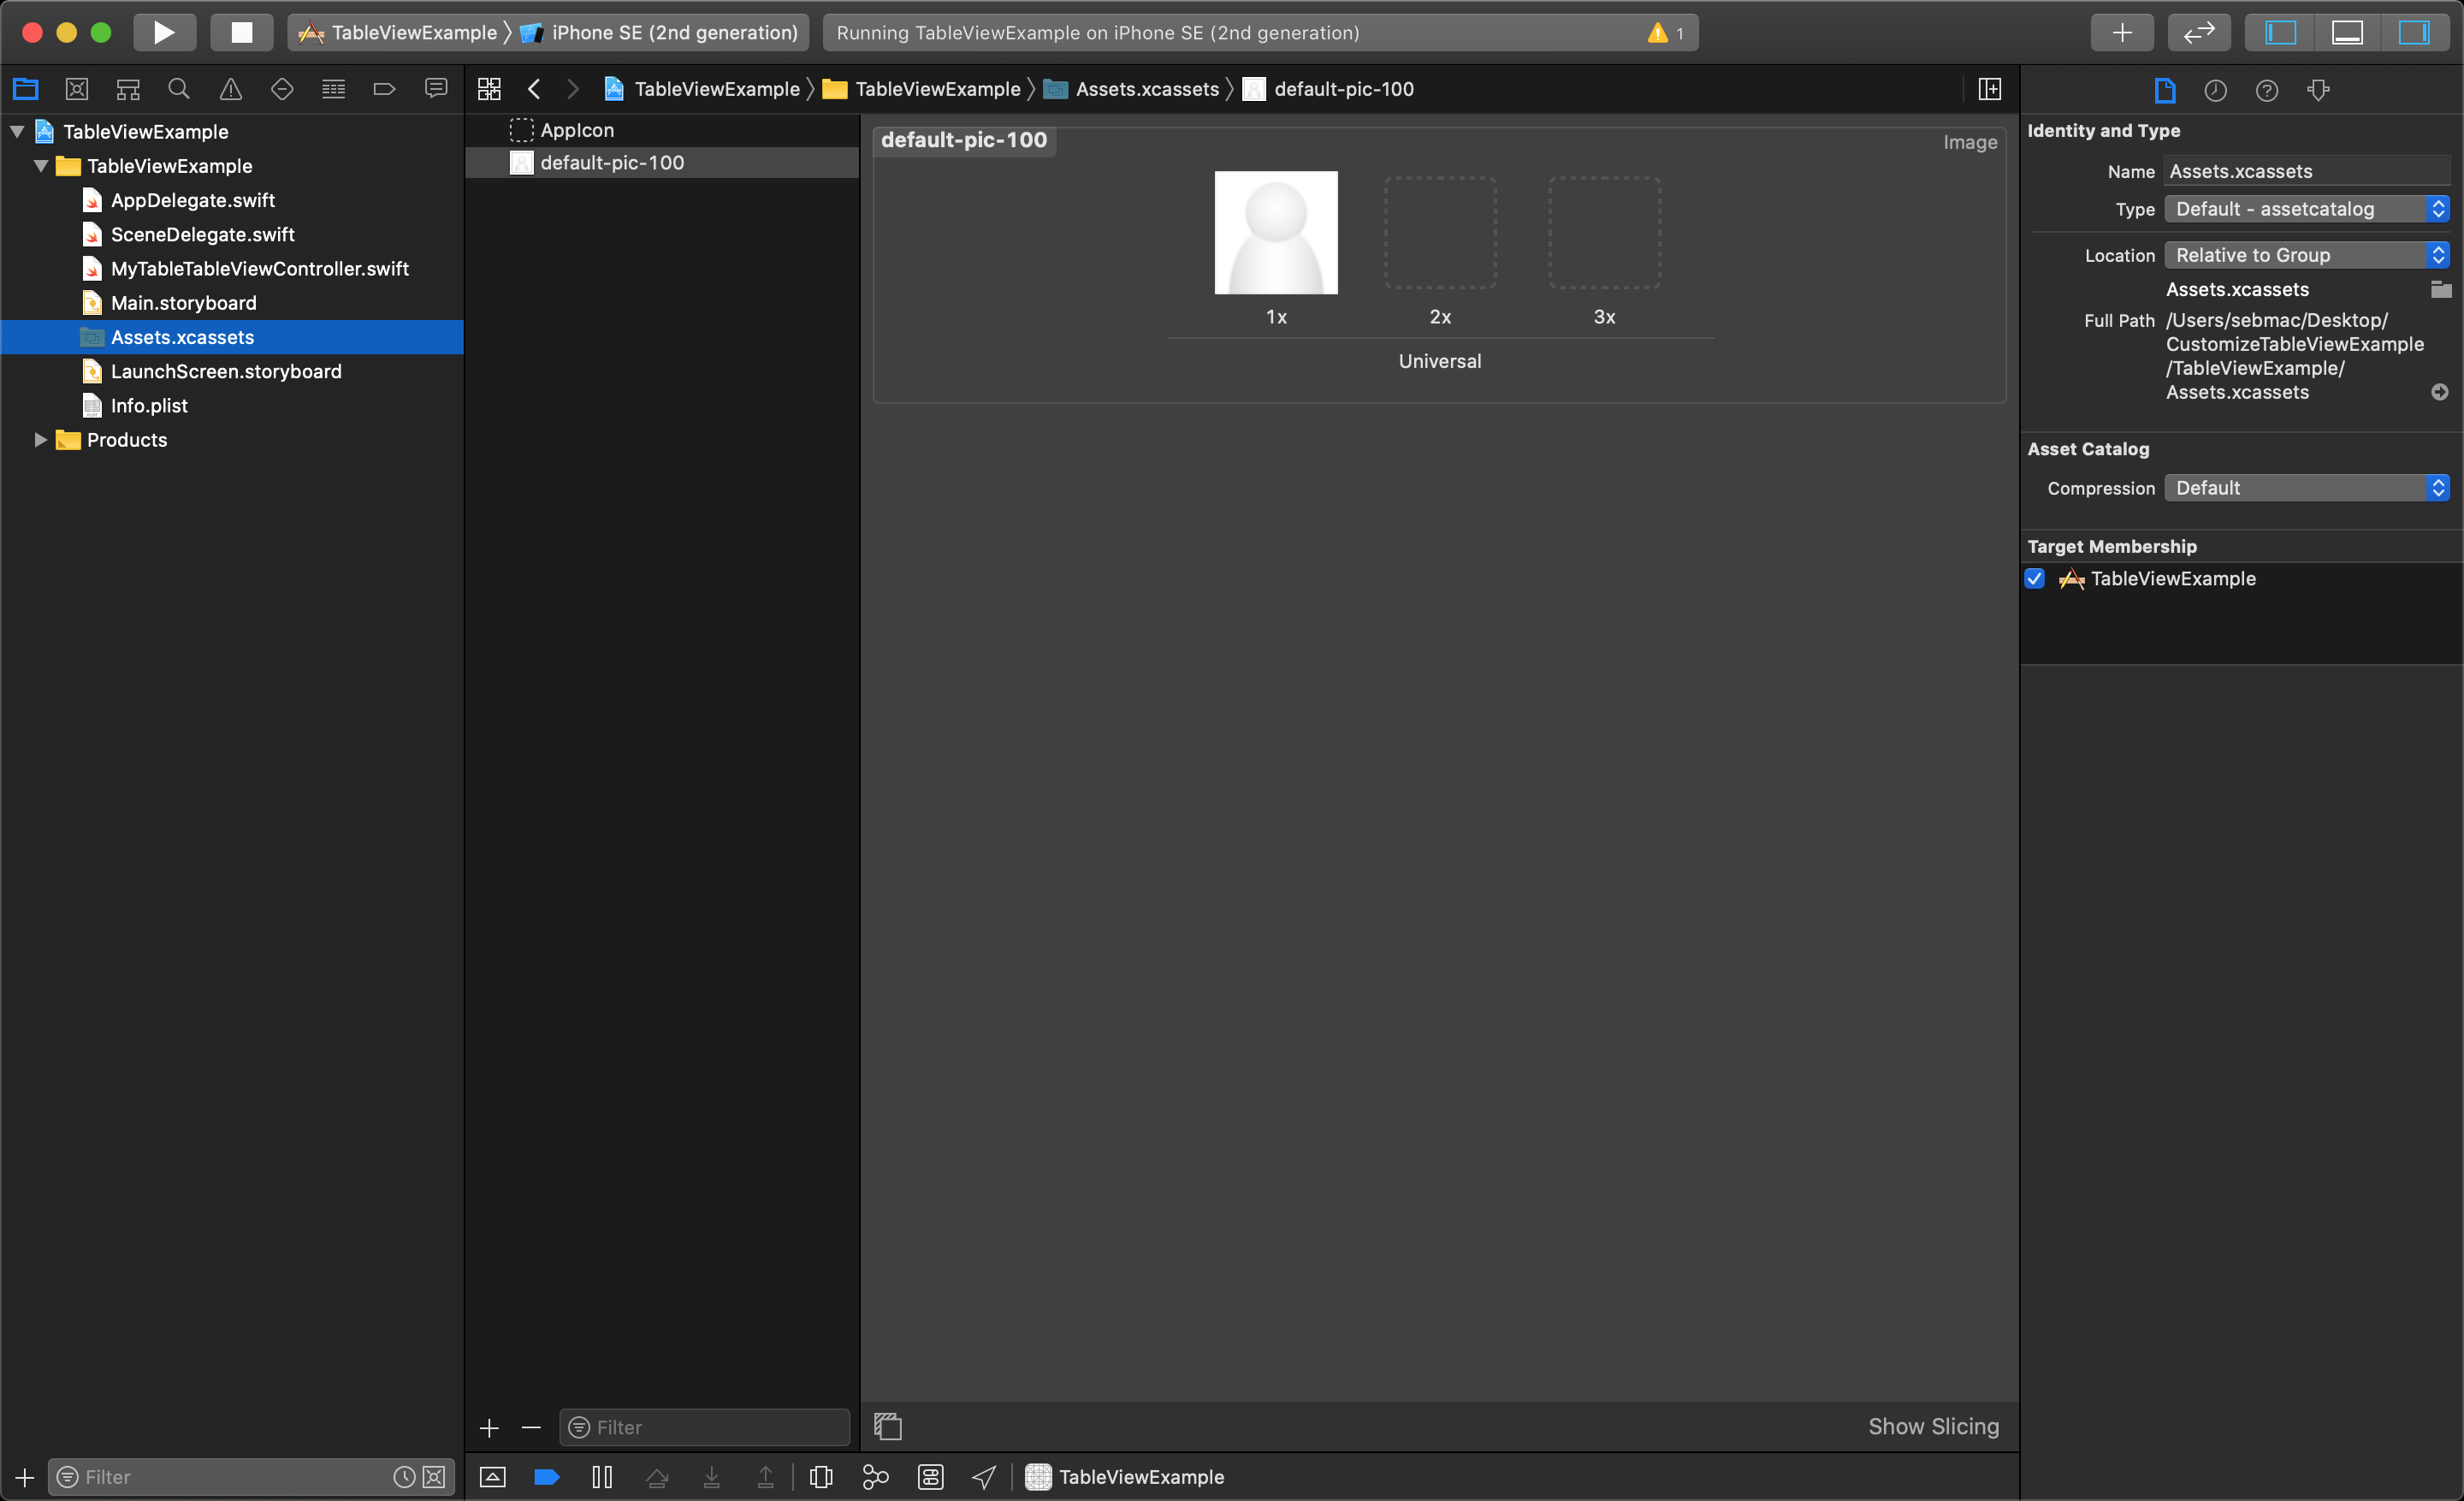 TableViewExample iPhone SE (2nd generation)
Running TableViewExample on iPhone SE (2nd generation) 1
TableViewExample
TableViewExample
AppDelegate.swift
SceneDelegate.swift
MyTableTableViewController.swift
Main.storyboard
Assets.xcassets
LaunchScreen.storyboard
Info.plist
Products
Filter
TableViewExample TableViewExample Assets.xcassets default-pic-100
AppIcon
default-pic-100
Filter
default-pic-100 Image
1x 2x 3x
Universal
Show Slicing
TableViewExample
Identity and Type
Name Assets.xcassets
Type Default - assetcatalog
Location Relative to Group
Assets.xcassets
Full Path /Users/sebmac/Desktop/
CustomizeTableViewExample
/TableViewExample/
Assets.xcassets
Asset Catalog
Compression Default
Target Membership
TableViewExample